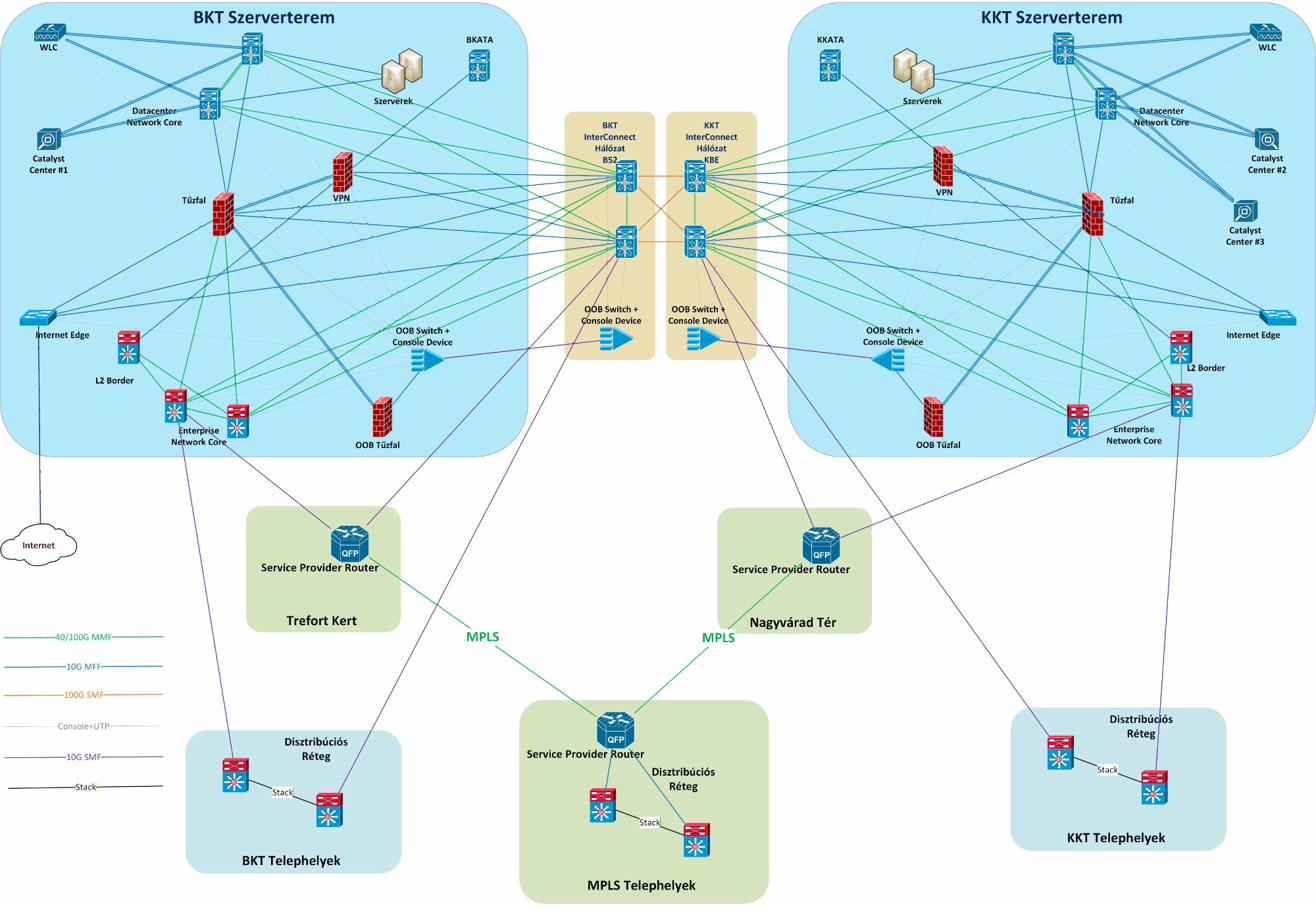 BKT Szerverterem
WLC
BKATA
Szerverek
Datacenter
Network Core
Catalyst
Center #1
VPN
Tűzfal
Internet Edge
OOB Switch +
Console Device
L2 Border
Enterprise
Network Core
OOB Tűzfal
BKT
InterConnect
Hálózat
B52
OOB Switch +
Console Device
KKT
InterConnect
Hálózat
KBE
OOB Switch +
Console Device
KKT Szerverterem
KKATA
WLC
Szerverek
Datacenter
Network Core
Catalyst
Center #2
VPN
Tűzfal
Catalyst
Center #3
OOB Switch +
Console Device
Internet Edge
L2 Border
Enterprise
Network Core
OOB Tűzfal
Internet
QFP
Service Provider Router
Trefort Kert
QFP
Service Provider Router
Nagyvárad Tér
MPLS
MPLS
40/100G MMF
10G MFF
100G SMF
Console+UTP
10G SMF
Stack
Disztribúciós
Réteg
Stack
BKT Telephelyek
QFP
Service Provider Router
Disztribúciós
Réteg
Stack
MPLS Telephelyek
Disztribúciós
Réteg
Stack
KKT Telephelyek